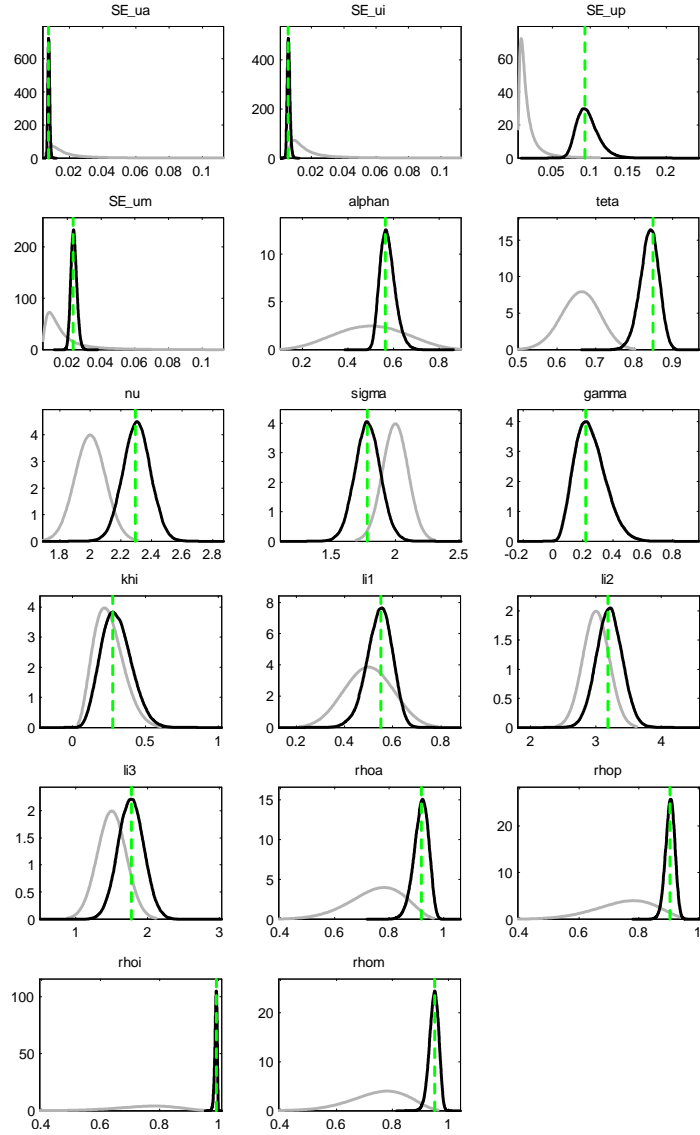 SE_ua SE_ui SE_up
600 400 200 0
0.02 0.04 0.06 0.08 0.1
400 200 0
0.02 0.04 0.06 0.08 0.1
60 40 20 0
0.05 0.1 0.15 0.2
SE_um alphan teta
200 100 0
0.02 0.04 0.06 0.08 0.1
10 5 0
0.2 0.4 0.6 0.8
15 10 5 0
0.5 0.6 0.7 0.8 0.9
nu sigma gamma
4 3 2 1 0
1.8 2 2.2 2.4 2.6 2.8
4 3 2 1 0
1.5 2 2.5
4 3 2 1 0
-0.2 0 0.2 0.4 0.6 0.8
khi li1 li2
4 3 2 1 0
0 0.5 1
8 6 4 2 0
0.2 0.4 0.6 0.8
2 1.5 1 0.5 0
2 3 4
li3 rhoa rhop
2 1.5 1 0.5 0
1 2 3
15 10 5 0
0.4 0.6 0.8 1
20 10 0
0.4 0.6 0.8 1
rhoi rhom
100 50 0
0.4 0.5 0.6 0.7 0.8 0.9 1
20 10 0
0.4 0.6 0.8 1